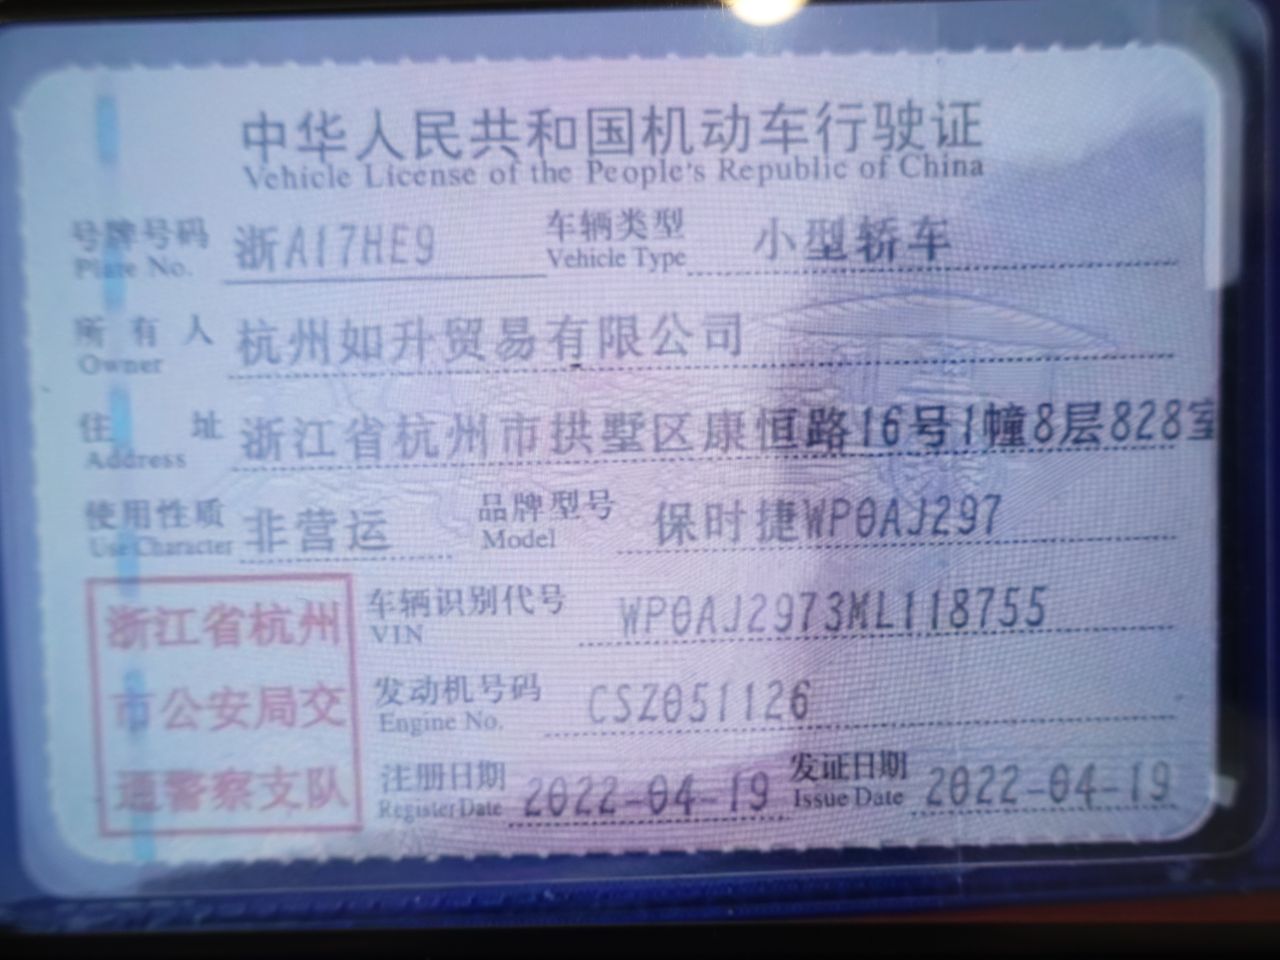 中华人民共和国机动车行驶证
Vehicle License of the People's Republic of China
号牌号码 浙A17HE9 车辆类型 小型轿车
Plate No. Vehicle Type
所有人 杭州如升贸易有限公司
Owner
住址 浙江省杭州市拱墅区康恒路16号1幢8层828室
Address
使用性质 非营运 品牌型号 保时捷WP0AJ297
Use Character Model
浙江省杭州 车辆识别代号 WP0AJ2973ML118755
VIN
市公安局交 发动机号码 CSZ051126
Engine No.
通警察支队 注册日期 2022-04-19 发证日期 2022-04-19
Register Date Issue Date